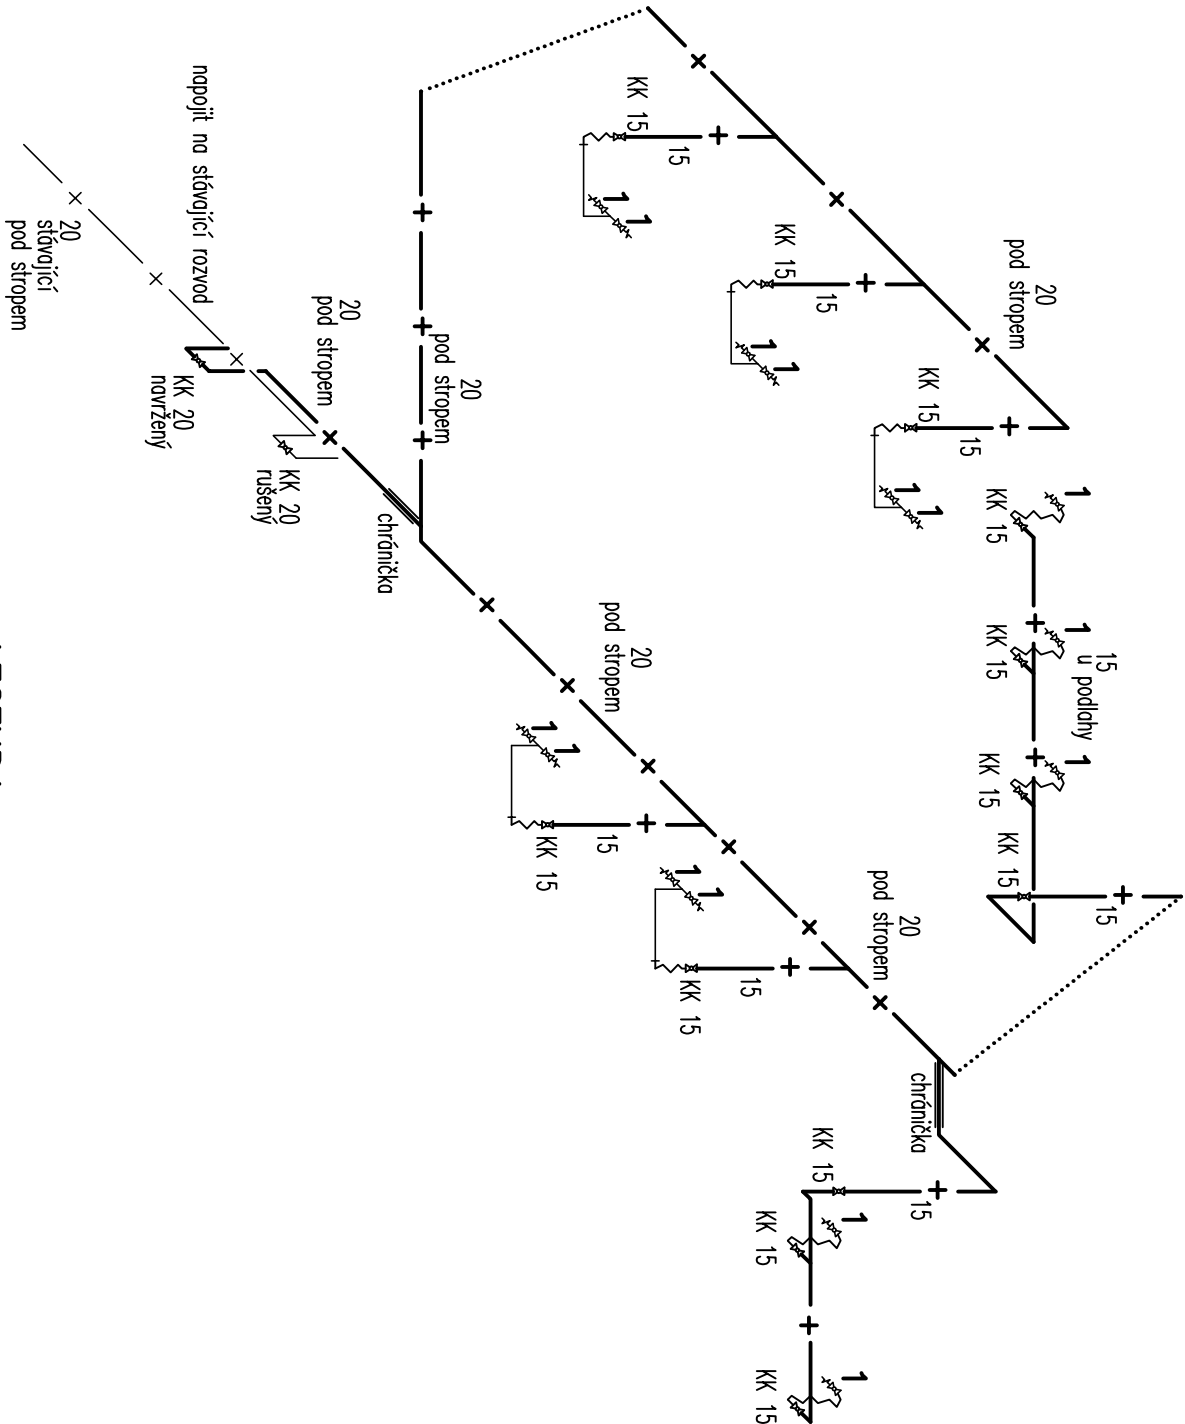 15
u podlahy
15
1
1
1
20
pod stropem
KK 15
KK 15
KK 15
KK 15
15
KK 15
1
1
chránička
15
20
pod stropem
1
1
15
KK 15
KK 15
1
1
KK 15
KK 15
15
1
1
KK 15
15
KK 15
1
1
20
pod stropem
15
1
1
KK 15
20
pod stropem
chránička
20
pod stropem
KK 20
rušený
napojit na stávající rozvod
KK 20
navržený
20
stávající
pod stropem